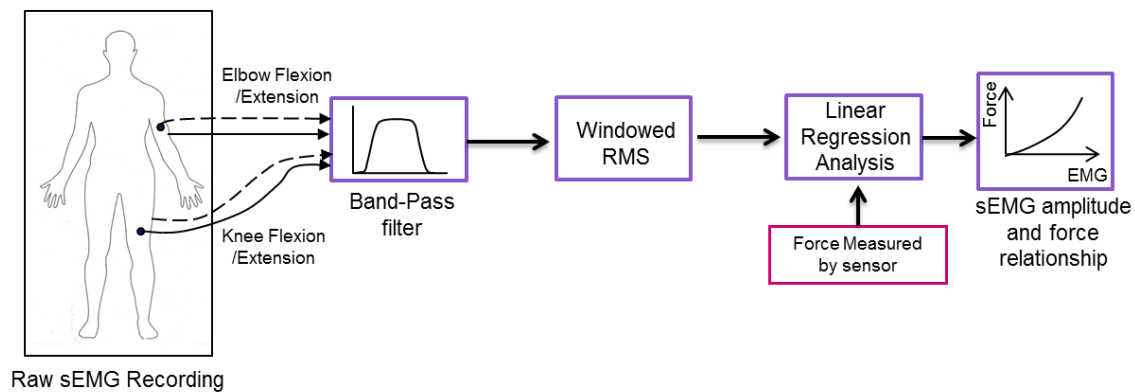 Elbow Flexion
/Extension
Knee Flexion
/Extension
Raw sEMG Recording
Band-Pass
filter
Windowed
RMS
Linear
Regression
Analysis
Force Measured
by sensor
Force
EMG
sEMG amplitude
and force
relationship